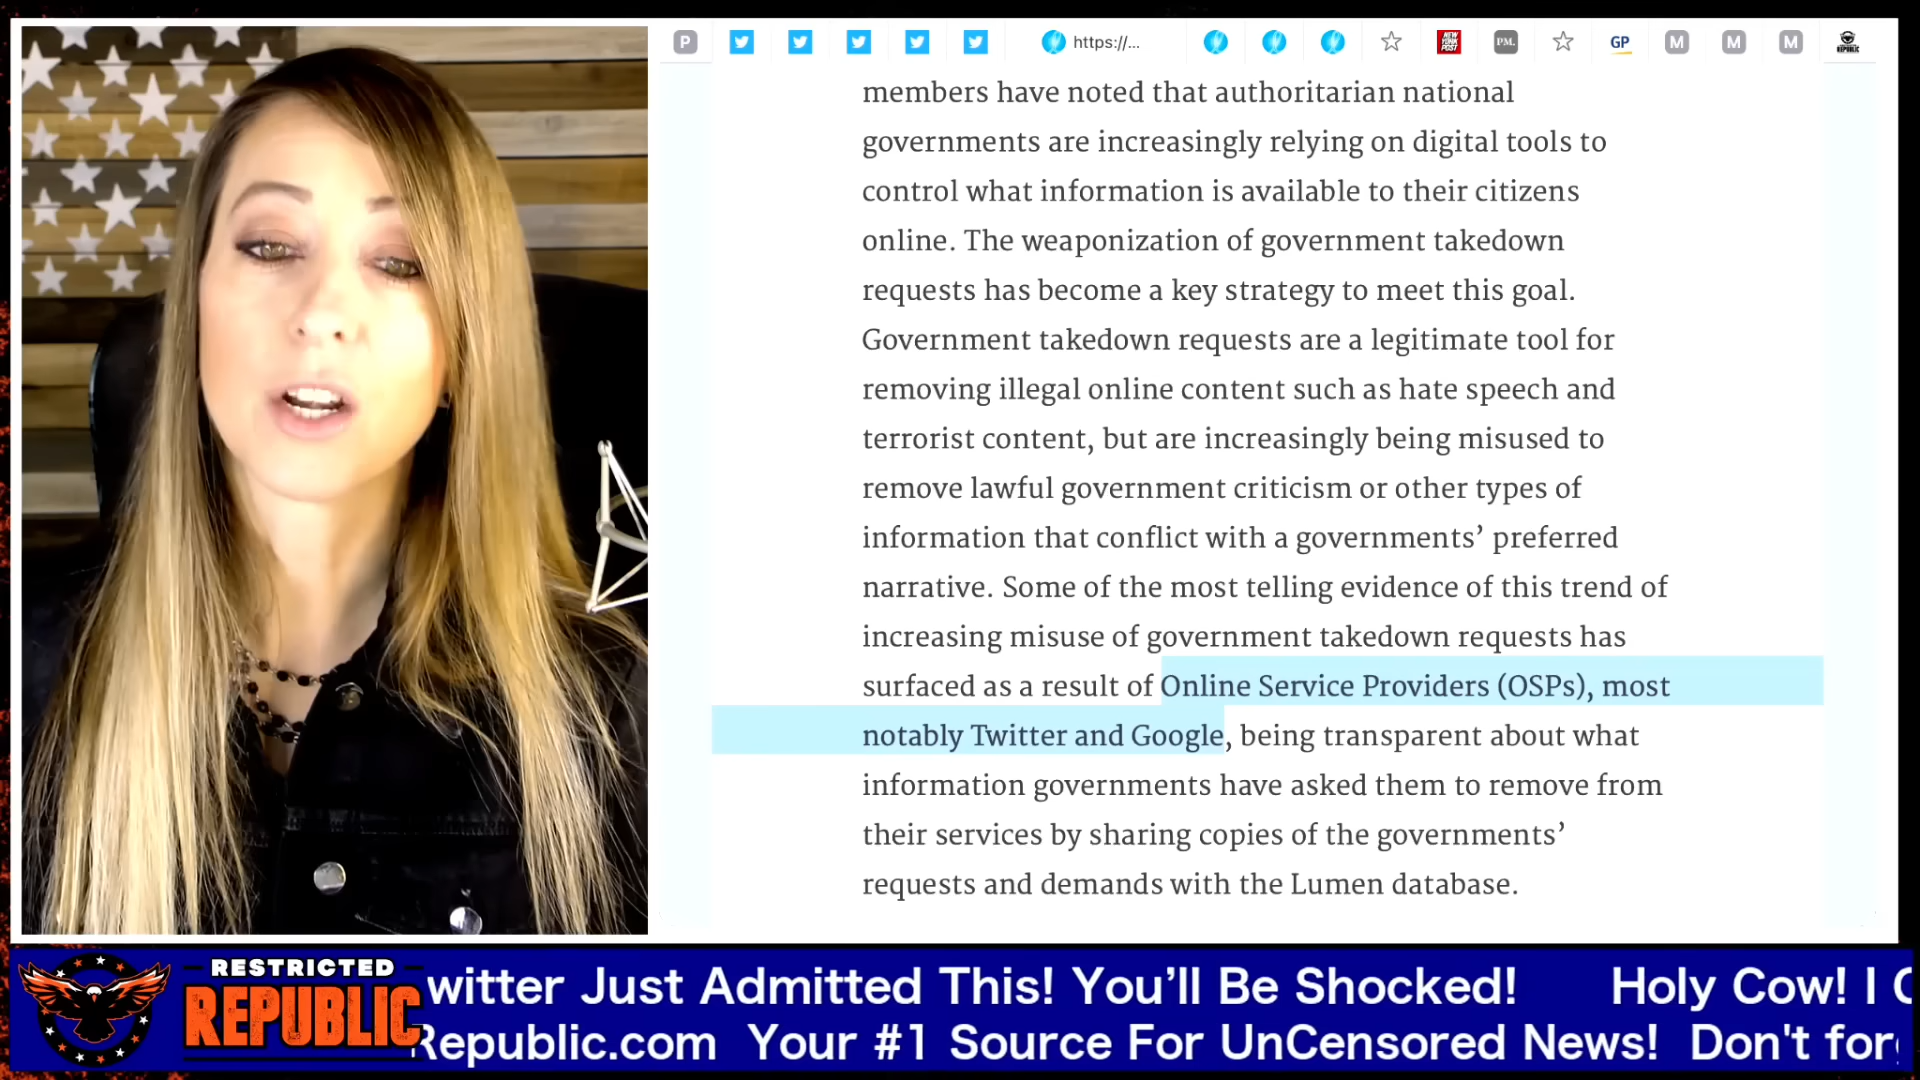 P
https://...
NEW YORK POST
PM.
GP
M
M
M
REPUBLIC
members have noted that authoritarian national
governments are increasingly relying on digital tools to
control what information is available to their citizens
online. The weaponization of government takedown
requests has become a key strategy to meet this goal.
Government takedown requests are a legitimate tool for
removing illegal online content such as hate speech and
terrorist content, but are increasingly being misused to
remove lawful government criticism or other types of
information that conflict with a governments’ preferred
narrative. Some of the most telling evidence of this trend of
increasing misuse of government takedown requests has
surfaced as a result of Online Service Providers (OSPs), most
notably Twitter and Google, being transparent about what
information governments have asked them to remove from
their services by sharing copies of the governments’
requests and demands with the Lumen database.
RESTRICTED
REPUBLIC
witter Just Admitted This! You’ll Be Shocked! Holy Cow! I
Republic.com Your #1 Source For UnCensored News! Don't for